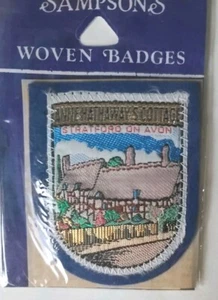 SAMPSONS
WOVEN BADGES
ANNE HATHAWAY'S COTTAGE
STRATFORD ON AVON